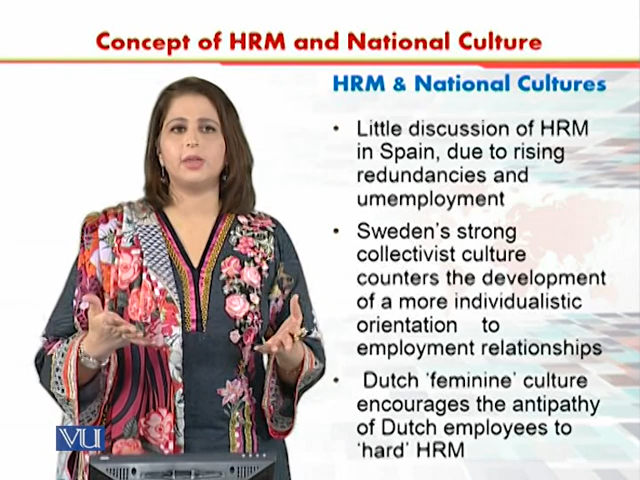 Concept of HRM and National Culture
HRM & National Cultures
• Little discussion of HRM
in Spain, due to rising
redundancies and
umemployment
• Sweden's strong
collectivist culture
counters the development
of a more individualistic
orientation to
employment relationships
• Dutch 'feminine' culture
encourages the antipathy
of Dutch employees to
'hard' HRM
VU